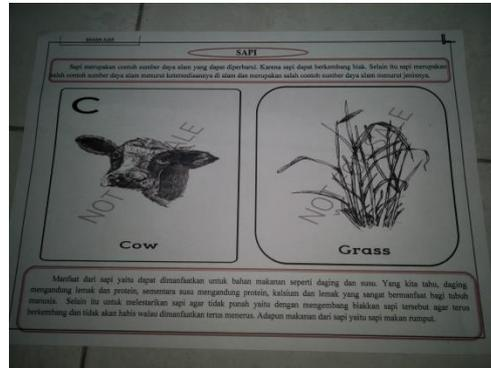 BAHAN AJAR
SAPI
Sapi merupakan contoh sumber daya alam yang dapat diperbarui. Karena sapi dapat berkembang biak. Selain itu sapi merupakan
salah contoh sumber daya alam menurut ketersediannya di alam dan merupakan salah contoh sumber daya alam menurut jenisnya.
C
NOT
LE
Cow
NOT
LE
Grass
Manfaat dari sapi yaitu dapat dimanfaatkan untuk bahan makanan seperti daging dan susu. Yang kita tahu, daging
mengandung lemak dan protein, sementara susu mengandung protein, kalsium dan lemak yang sangat bermanfaat bagi tubuh
manusia. Selain itu untuk melestarikan sapi agar tidak punah yaitu dengan mengembang biakkan sapi tersebut agar terus
berkembang dan tidak akan habis walau dimanfaatkan terus menerus. Adapun makanan dari sapi yaitu sapi makan rumput.